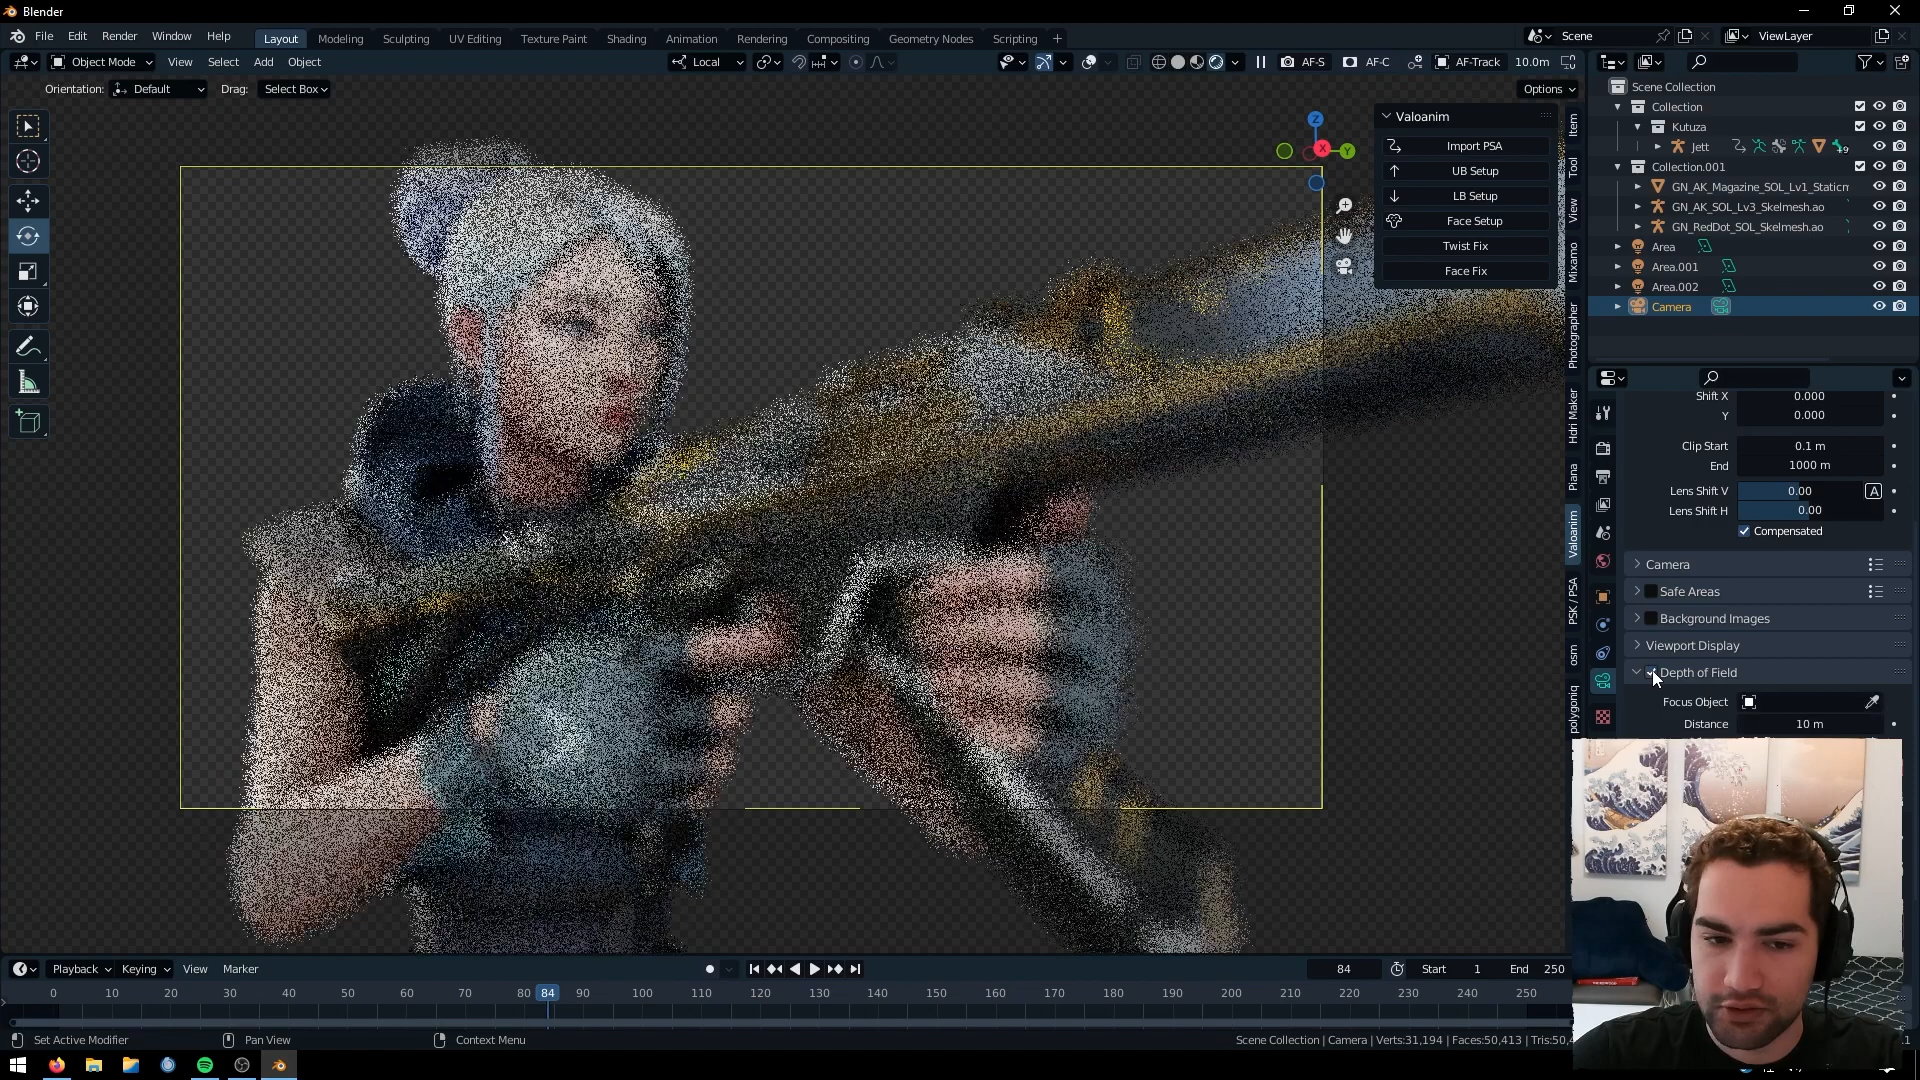 Blender
File Edit Render Window Help
Layout Modeling Sculpting UV Editing Texture Paint Shading Animation Rendering Compositing Geometry Nodes Scripting +
Scene
ViewLayer
Object Mode View Select Add Object
Local
AF-S AF-C AF-Track 10.0m
Orientation: Default Drag: Select Box
Options
Z
X
Y
Valoanim
Import PSA
UB Setup
LB Setup
Face Setup
Twist Fix
Face Fix
Item
Tool
View
Mixamo
Photographer
Hdri Maker
Piana
Valoanim
PSK / PSA
osm
polygoniq
Scene Collection
Collection
Kutuza
Jett
Collection.001
GN_AK_Magazine_SOL_Lv1_Staticm
GN_AK_SOL_Lv3_Skelmesh.ao
GN_RedDot_SOL_Skelmesh.ao
Area
Area.001
Area.002
Camera
Shift X 0.000
Y 0.000
Clip Start 0.1 m
End 1000 m
Lens Shift V 0.00 A
Lens Shift H 0.00
Compensated
Camera
Safe Areas
Background Images
Viewport Display
Depth of Field
Focus Object
Distance 10 m
Playback Keying View Marker
84 Start 1 End 250
0 10 20 30 40 50 60 70 80 84 90 100 110 120 130 140 150 160 170 180 190 200 210 220 230 240 250
Set Active Modifier Pan View Context Menu
Scene Collection | Camera | Verts:31,194 | Faces:50,413 | Tris:50,4